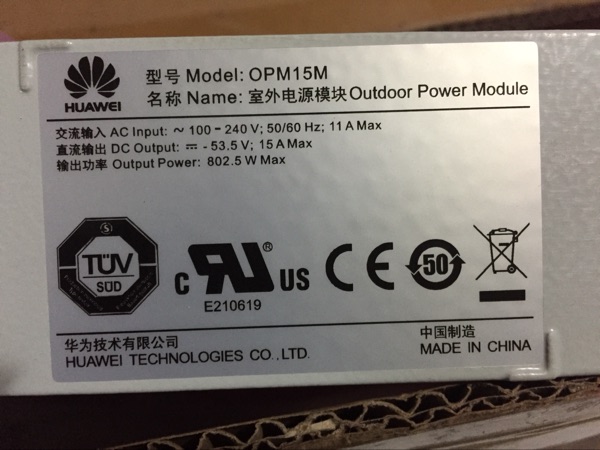 HUAWEI
型号 Model: OPM15M
名称 Name: 室外电源模块 Outdoor Power Module
交流输入 AC Input: ~ 100 - 240 V; 50/60 Hz; 11 A Max
直流输出 DC Output: ⎓ - 53.5 V; 15 A Max
输出功率 Output Power: 802.5 W Max
S
TÜV
SÜD
C RU ® US
E210619
CE
50
华为技术有限公司
HUAWEI TECHNOLOGIES CO., LTD.
中国制造
MADE IN CHINA